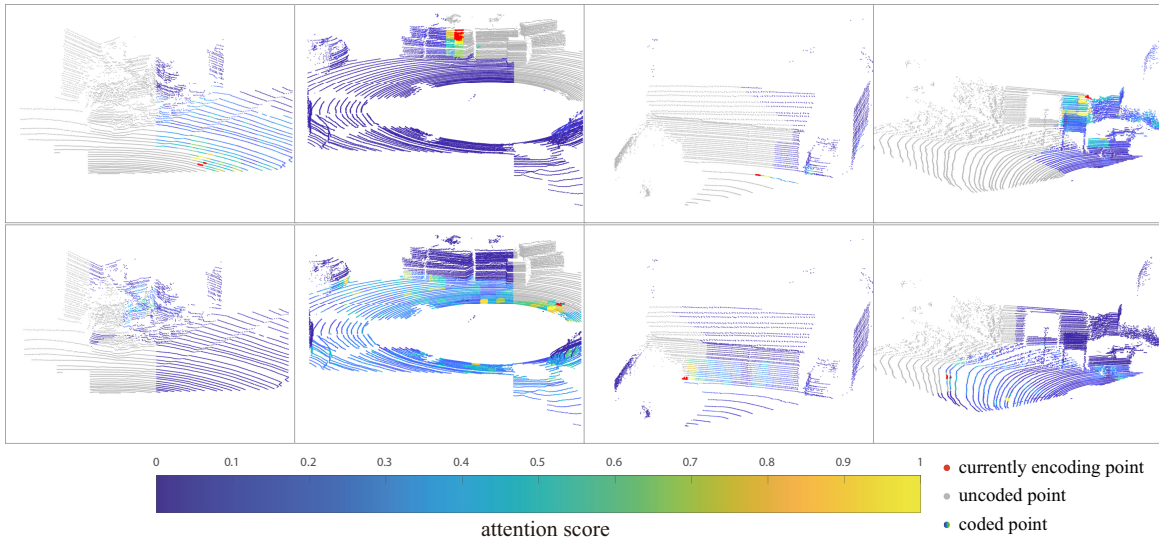 0 0.1 0.2 0.3 0.4 0.5 0.6 0.7 0.8 0.9 1
attention score
currently encoding point
uncoded point
coded point